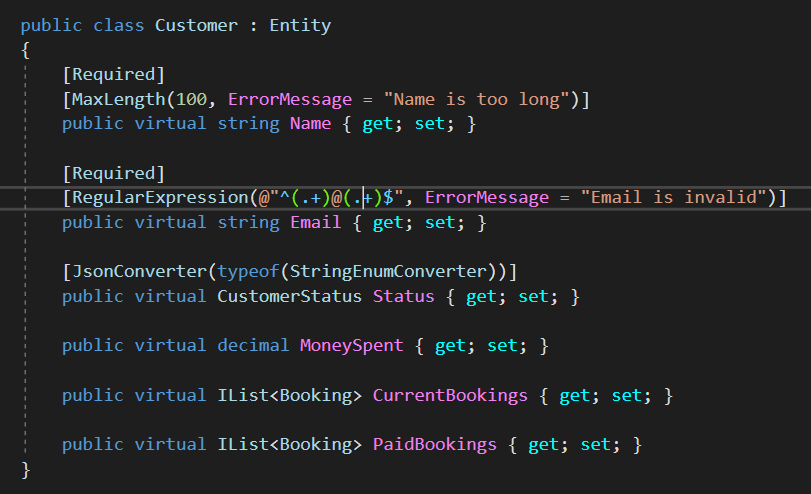 public class Customer : Entity
{
[Required]
[MaxLength(100, ErrorMessage = "Name is too long")]
public virtual string Name { get; set; }
[Required]
[RegularExpression(@"^(.+)@(.+)$", ErrorMessage = "Email is invalid")]
public virtual string Email { get; set; }
[JsonConverter(typeof(StringEnumConverter))]
public virtual CustomerStatus Status { get; set; }
public virtual decimal MoneySpent { get; set; }
public virtual IList<Booking> CurrentBookings { get; set; }
public virtual IList<Booking> PaidBookings { get; set; }
}